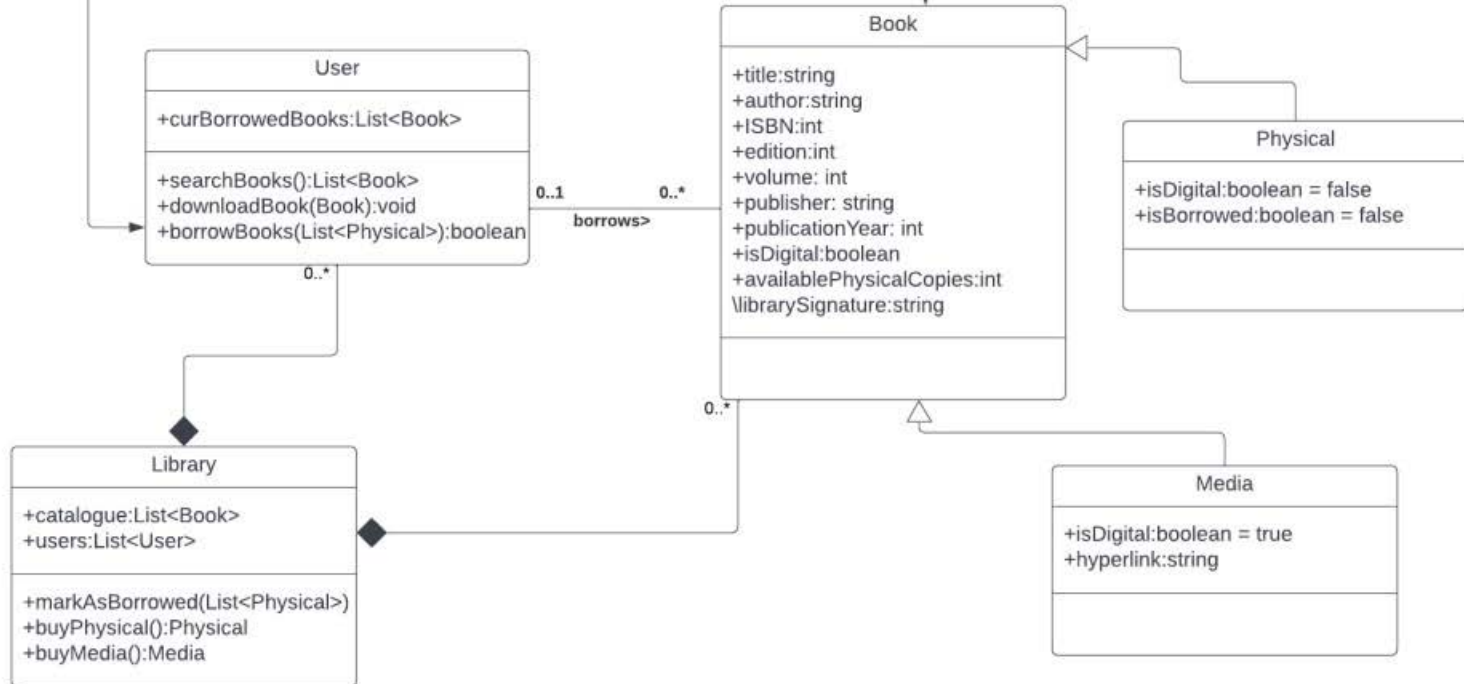 User
+curBorrowedBooks:List<Book>
+searchBooks():List<Book>
+downloadBook(Book):void
+borrowBooks(List<Physical>):boolean
0..1
0..*
borrows>
0..*
Book
+title:string
+author:string
+ISBN:int
+edition:int
+volume: int
+publisher: string
+publicationYear: int
+isDigital:boolean
+availablePhysicalCopies:int
\librarySignature:string
0..*
Physical
+isDigital:boolean = false
+isBorrowed:boolean = false
Library
+catalogue:List<Book>
+users:List<User>
+markAsBorrowed(List<Physical>)
+buyPhysical():Physical
+buyMedia():Media
Media
+isDigital:boolean = true
+hyperlink:string